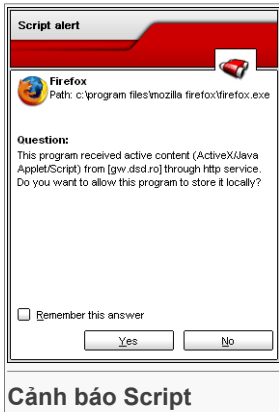 Script alert
Firefox
Path: c:\program files\mozilla firefox\firefox.exe
Question:
This program received active content (ActiveX/Java
Applet/Script) from [gw.dsd.ro] through http service.
Do you want to allow this program to store it locally?
Remember this answer
Yes
No
Cảnh báo Script